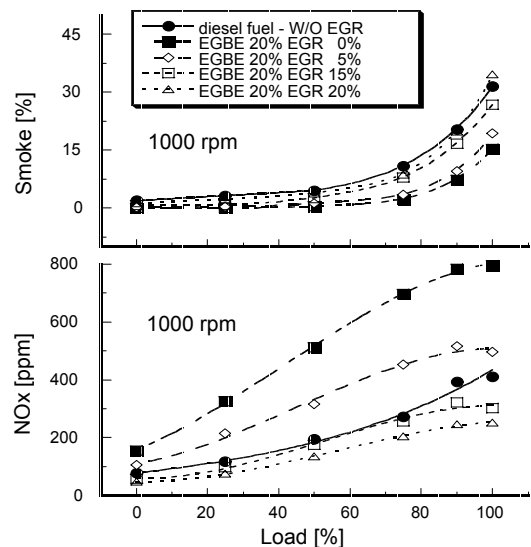 diesel fuel - W/O EGR
EGBE 20% EGR 0%
EGBE 20% EGR 5%
EGBE 20% EGR 15%
EGBE 20% EGR 20%
45
30
15
0
Smoke [%]
1000 rpm
800
600
400
200
0
NOx [ppm]
1000 rpm
0 20 40 60 80 100
Load [%]